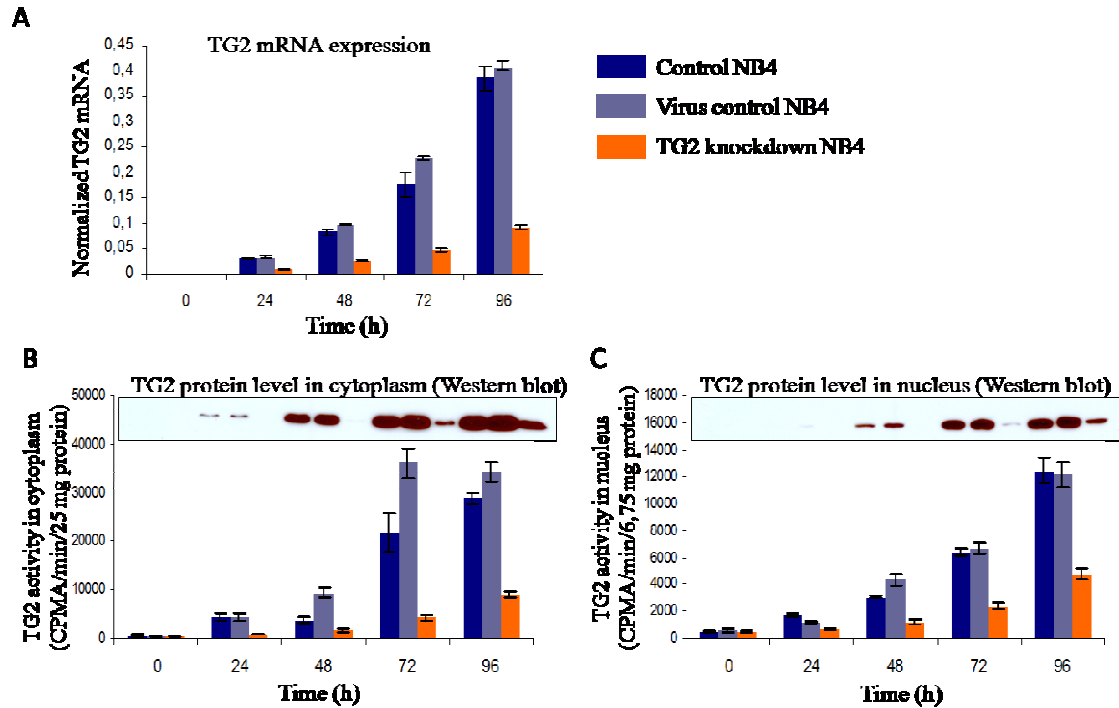 A
TG2 mRNA expression
Normalized TG2 mRNA
0,45
0,4
0,35
0,3
0,25
0,2
0,15
0,1
0,05
0
0 24 48 72 96
Time (h)
Control NB4
Virus control NB4
TG2 knockdown NB4
B
TG2 protein level in cytoplasm (Western blot)
TG2 activity in cytoplasm
(CPMA/min/25 mg protein)
50000
40000
30000
20000
10000
0
0 24 48 72 96
Time (h)
C
TG2 protein level in nucleus (Western blot)
TG2 activity in nucleus
(CPMA/min/6,75 mg protein)
18000
16000
14000
12000
10000
8000
6000
4000
2000
0
0 24 48 72 96
Time (h)